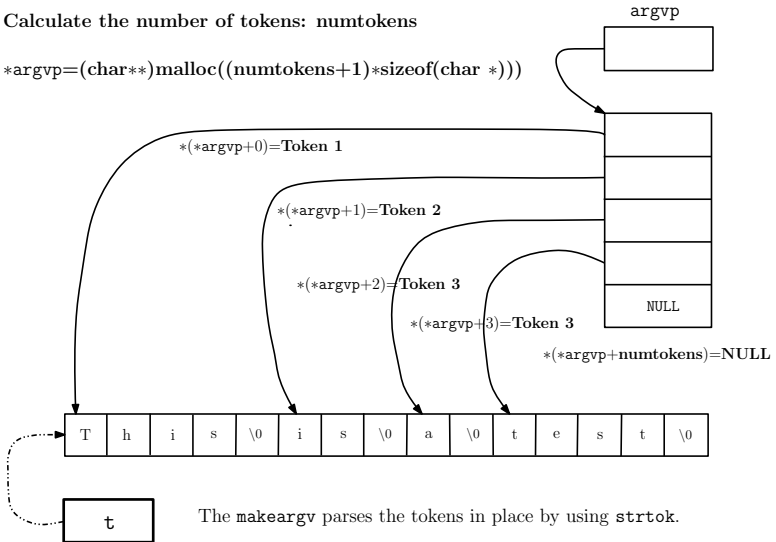 Calculate the number of tokens: numtokens
argvp
*argvp=(char**)malloc((numtokens+1)*sizeof(char *)))
*(*argvp+0)=Token 1
*(*argvp+1)=Token 2
*(*argvp+2)=Token 3
NULL
*(*argvp+3)=Token 3
*(*argvp+numtokens)=NULL
T h i s \0 i s \0 a \0 t e s t \0
t
The makeargv parses the tokens in place by using strtok.